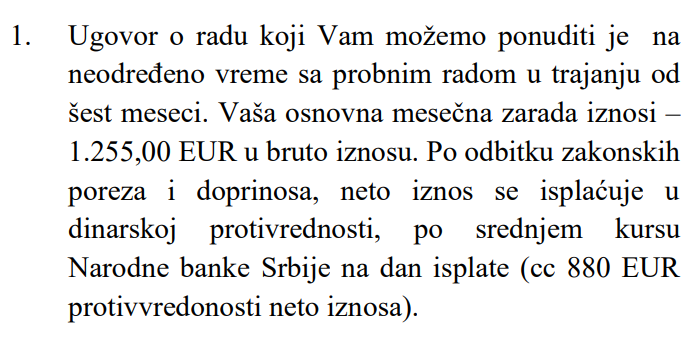 1. Ugovor o radu koji Vam možemo ponuditi je na
neodređeno vreme sa probnim radom u trajanju od
šest meseci. Vaša osnovna mesečna zarada iznosi –
1.255,00 EUR u bruto iznosu. Po odbitku zakonskih
poreza i doprinosa, neto iznos se isplaćuje u
dinarskoj protivrednosti, po srednjem kursu
Narodne banke Srbije na dan isplate (cc 880 EUR
protivvredonosti neto iznosa).